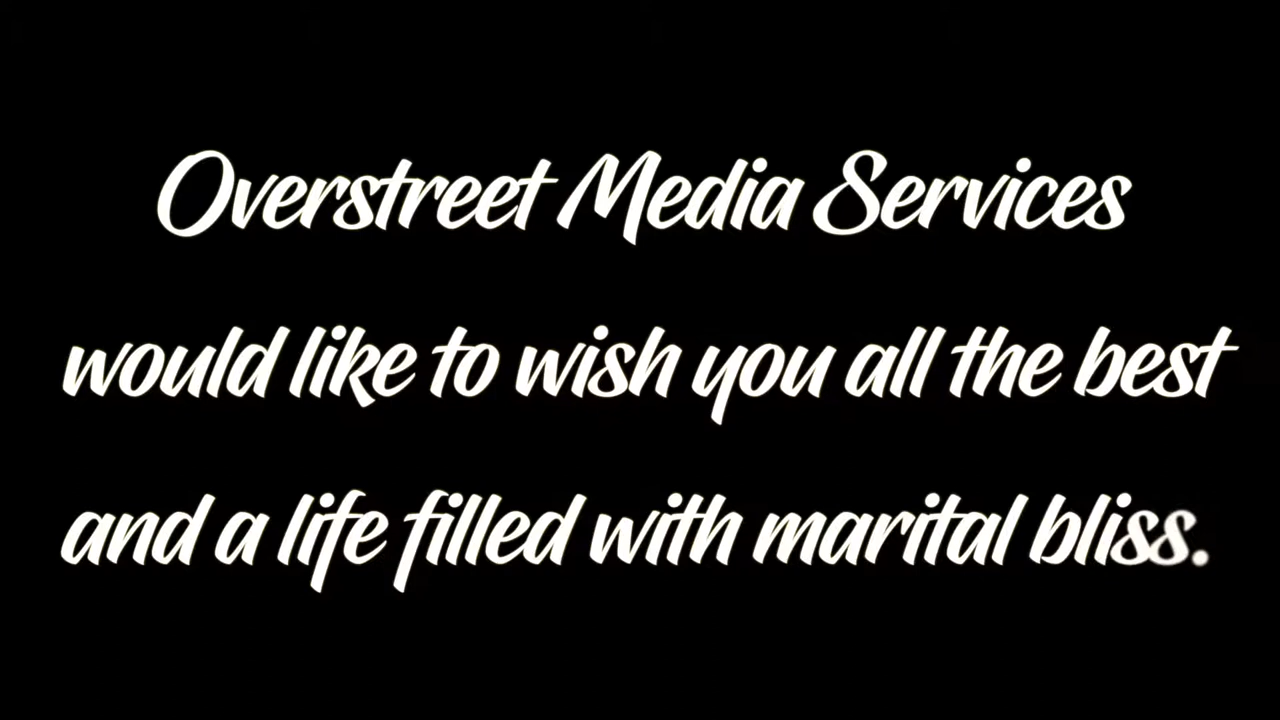 Overstreet Media Services
would like to wish you all the best
and a life filled with marital bliss.